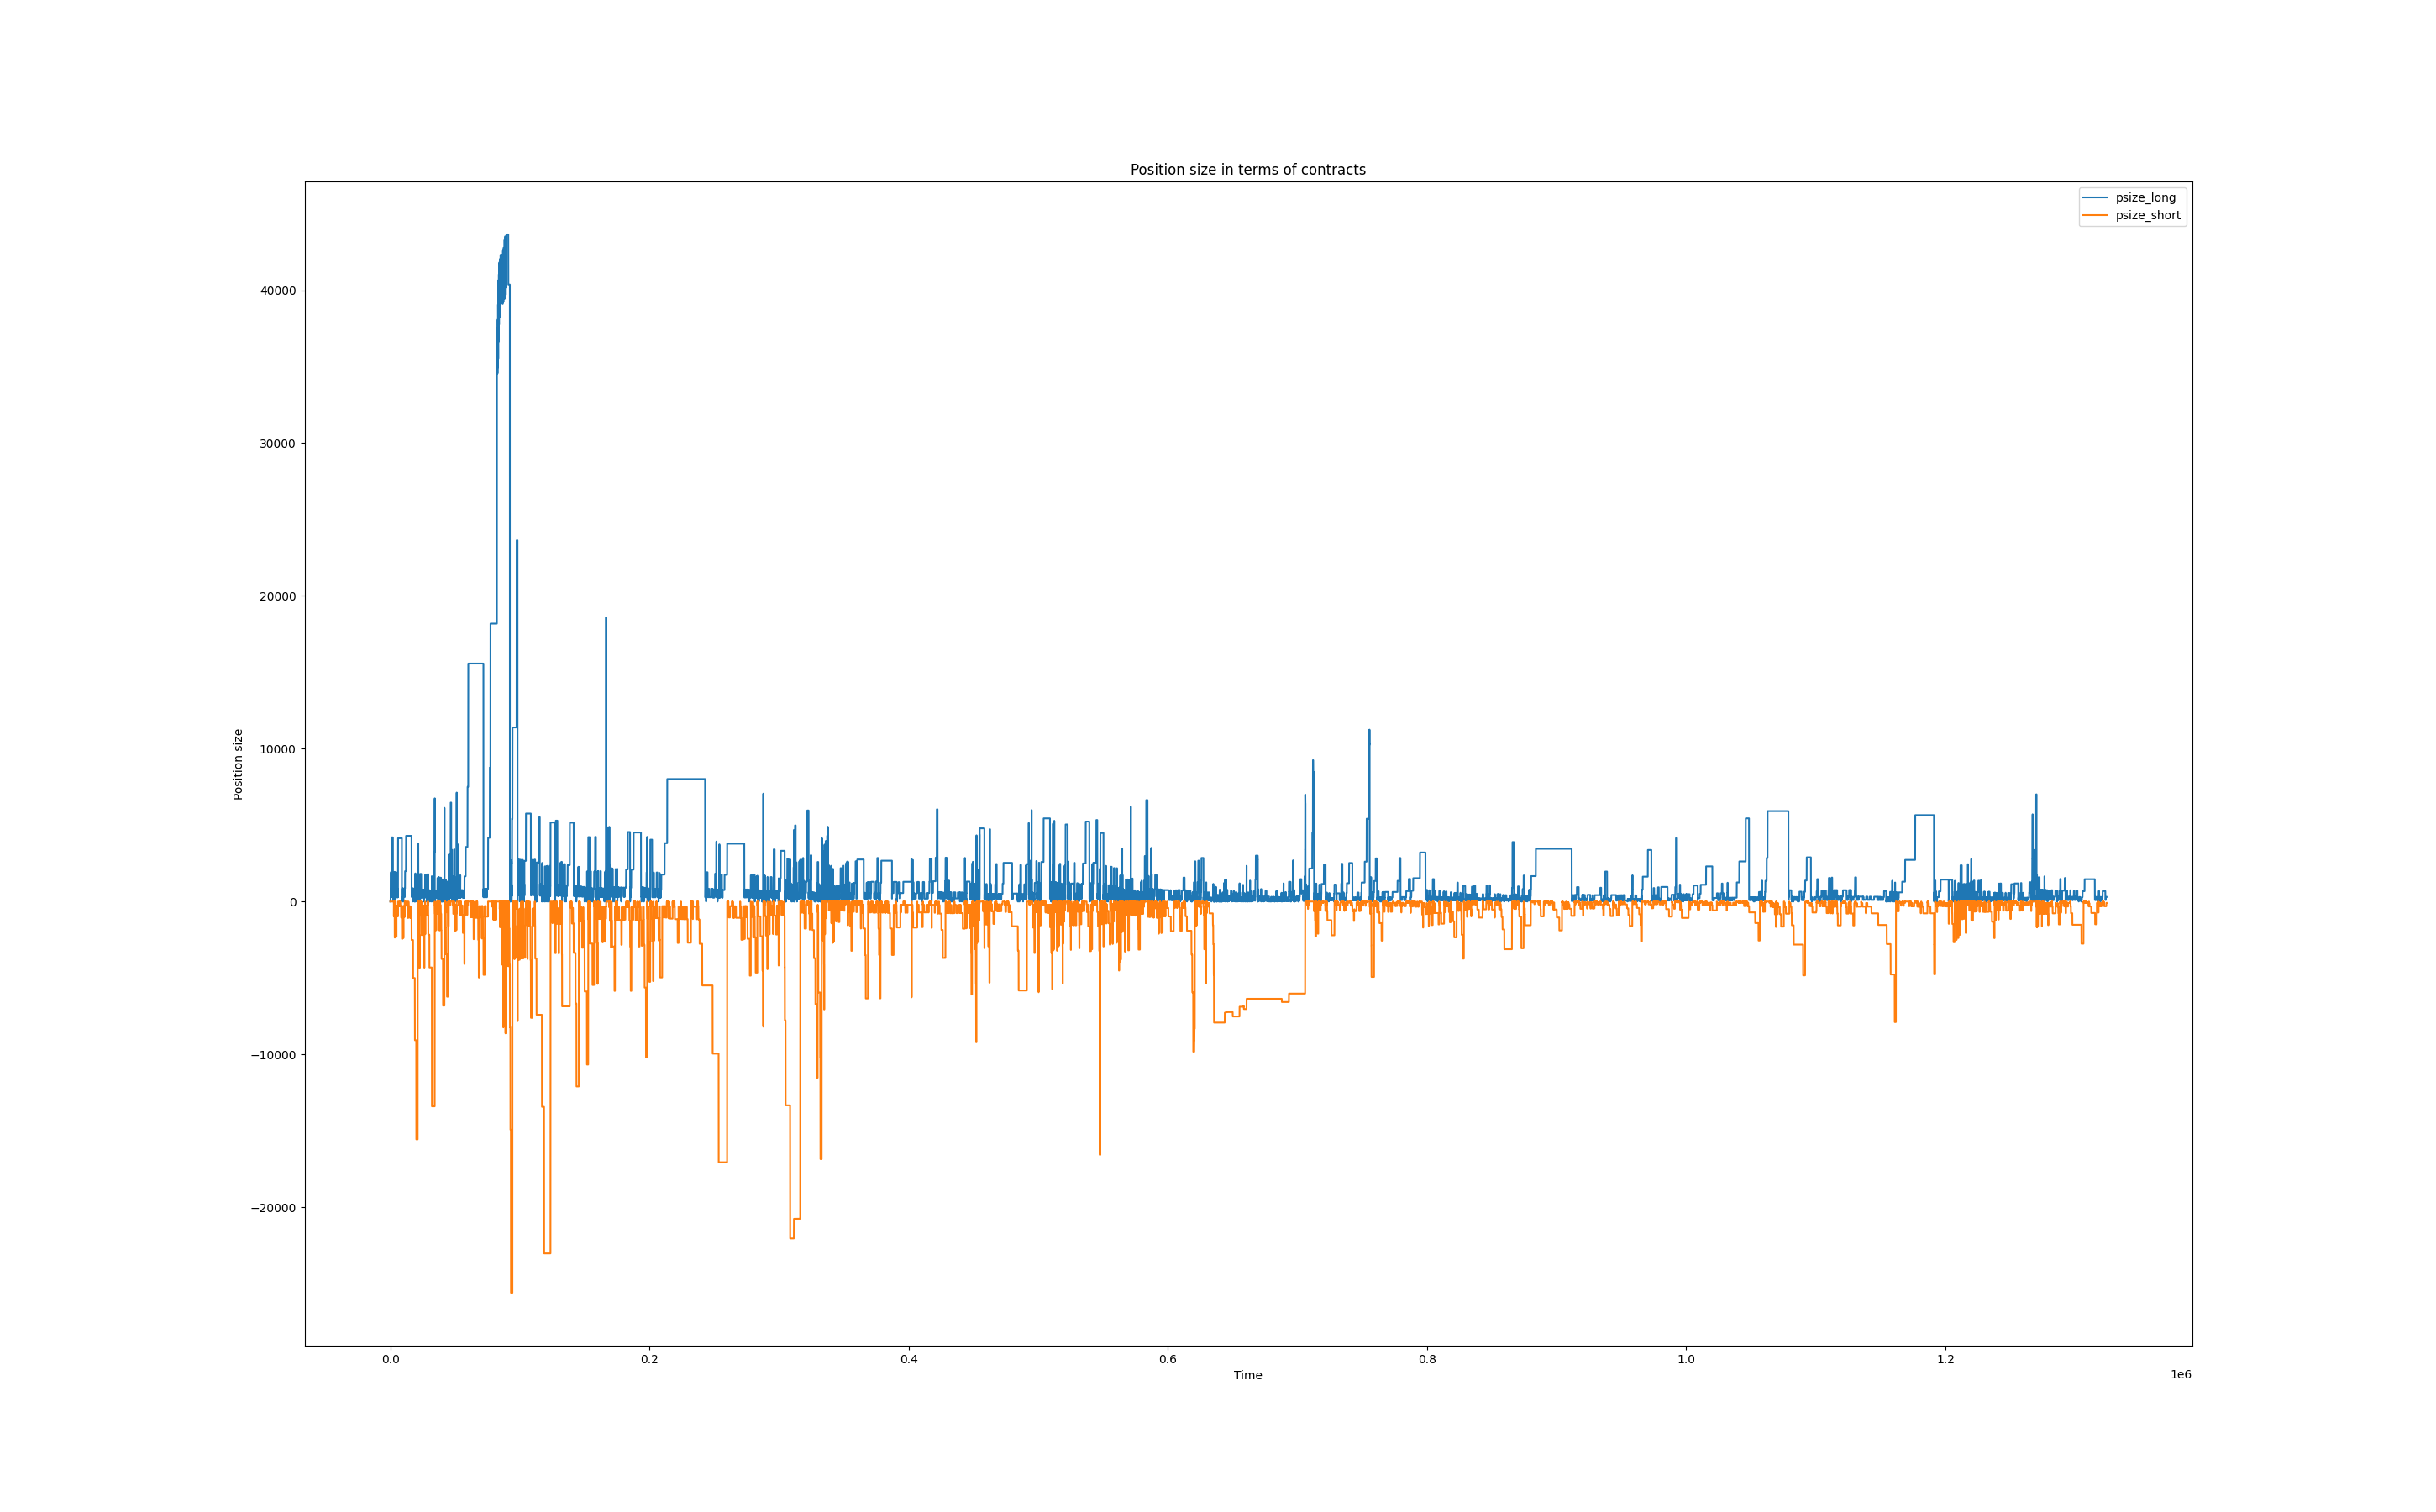 Position size in terms of contracts
psize_long
psize_short
Position size
40000
30000
20000
10000
0
−10000
−20000
0.0
0.2
0.4
0.6
0.8
1.0
1.2
1e6
Time